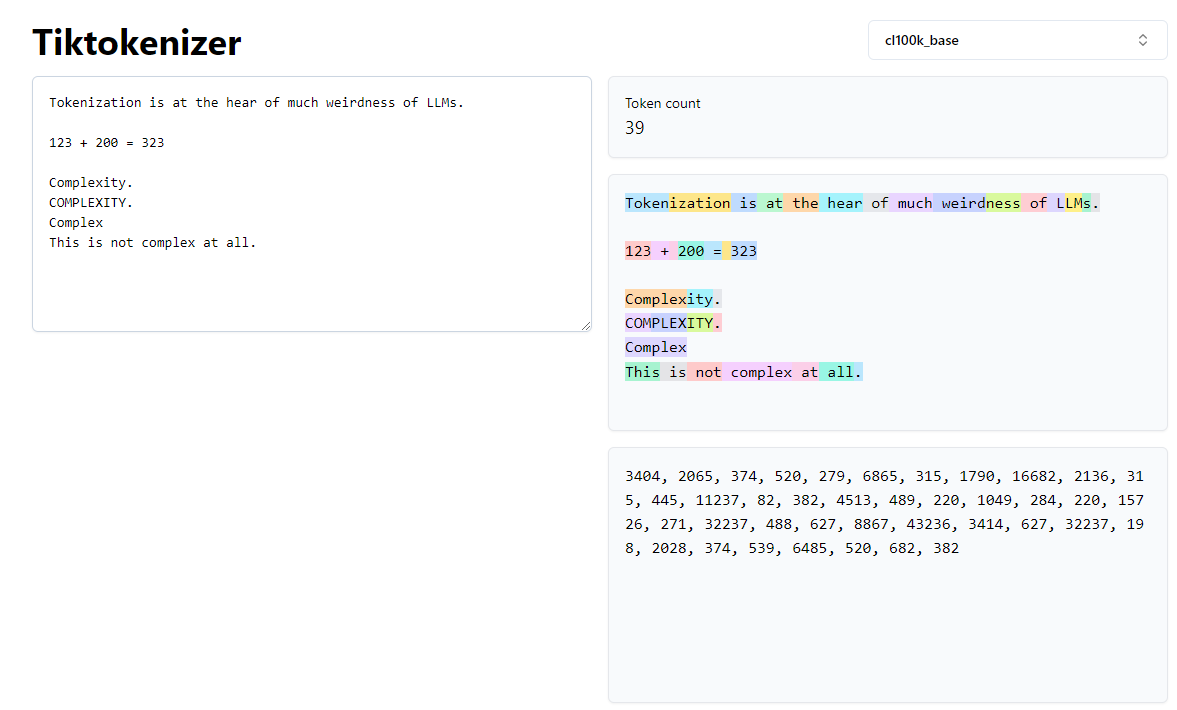 Tiktokenizer
cl100k_base
Tokenization is at the hear of much weirdness of LLMs.
123 + 200 = 323
Complexity.
COMPLEXITY.
Complex
This is not complex at all.
Token count
39
Tokenization is at the hear of much weirdness of LLMs.
123 + 200 = 323
Complexity.
COMPLEXITY.
Complex
This is not complex at all.
3404, 2065, 374, 520, 279, 6865, 315, 1790, 16682, 2136, 31
5, 445, 11237, 82, 382, 4513, 489, 220, 1049, 284, 220, 157
26, 271, 32237, 488, 627, 8867, 43236, 3414, 627, 32237, 19
8, 2028, 374, 539, 6485, 520, 682, 382